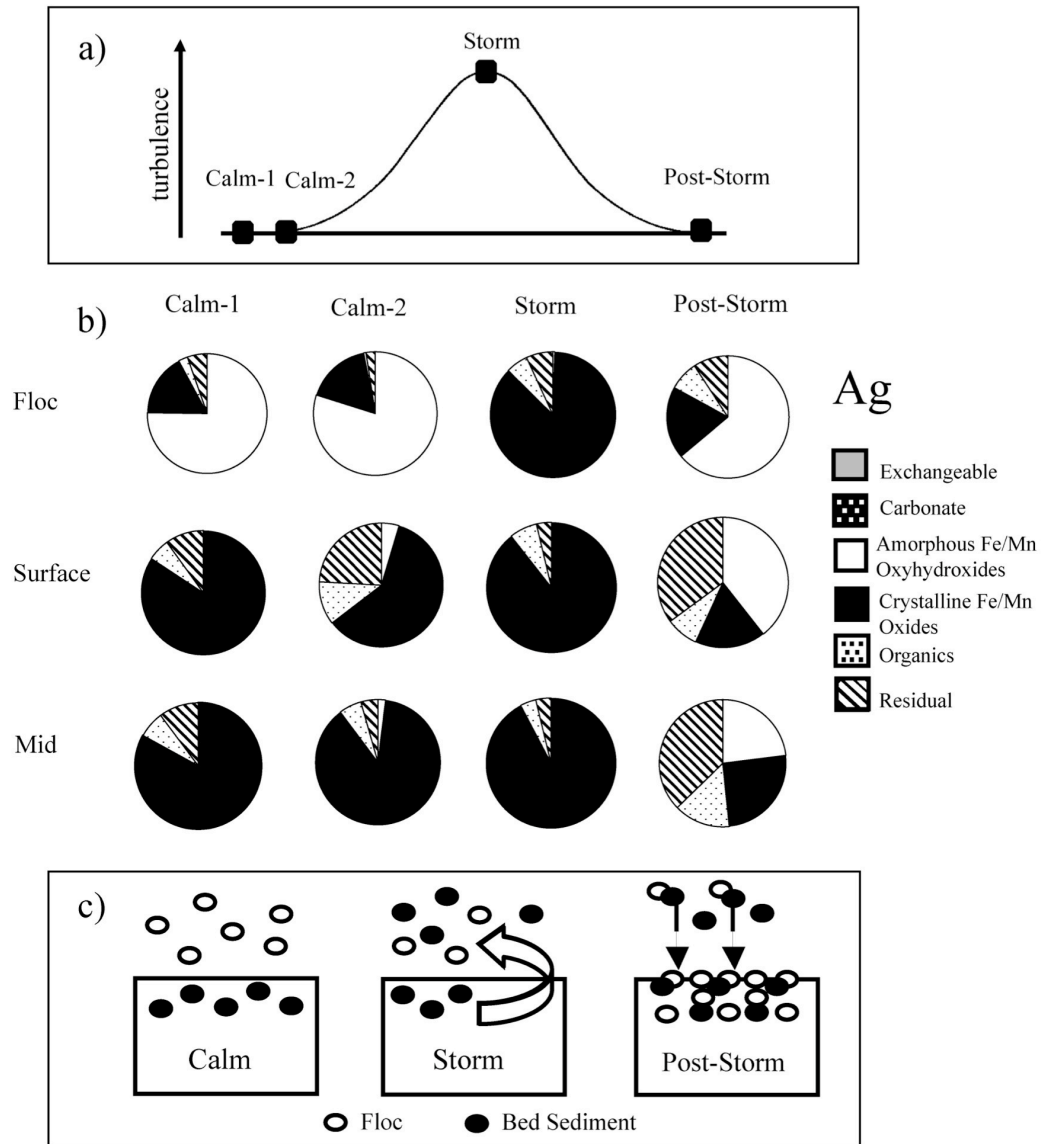 a)
Storm
turbulence
Calm-1
Calm-2
Post-Storm
b)
Calm-1
Calm-2
Storm
Post-Storm
Floc
Surface
Mid
Ag
Exchangeable
Carbonate
Amorphous Fe/Mn
Oxyhydroxides
Crystalline Fe/Mn
Oxides
Organics
Residual
c)
Calm
Storm
Post-Storm
Floc
Bed Sediment